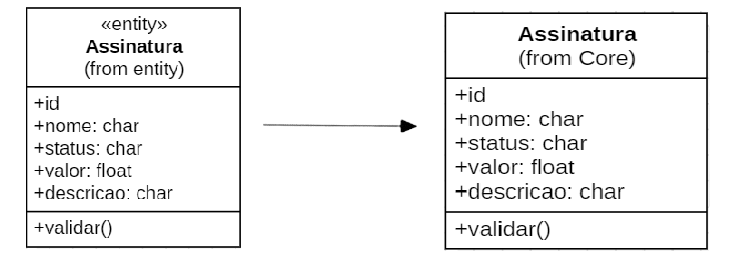 «entity»
Assinatura
(from entity)
+id
+nome: char
+status: char
+valor: float
+descricao: char
+validar()
Assinatura
(from Core)
+id
+nome: char
+status: char
+valor: float
+descricao: char
+validar()